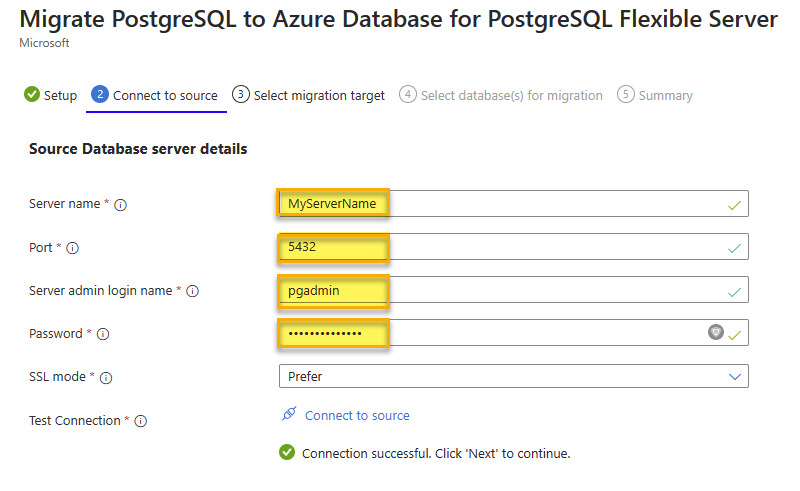 Migrate PostgreSQL to Azure Database for PostgreSQL Flexible Server
Microsoft
Setup 2 Connect to source 3 Select migration target 4 Select database(s) for migration 5 Summary
Source Database server details
Server name * MyServerName
Port * 5432
Server admin login name * pgadmin
Password * ••••••••••••••
SSL mode * Prefer
Test Connection * Connect to source
Connection successful. Click 'Next' to continue.